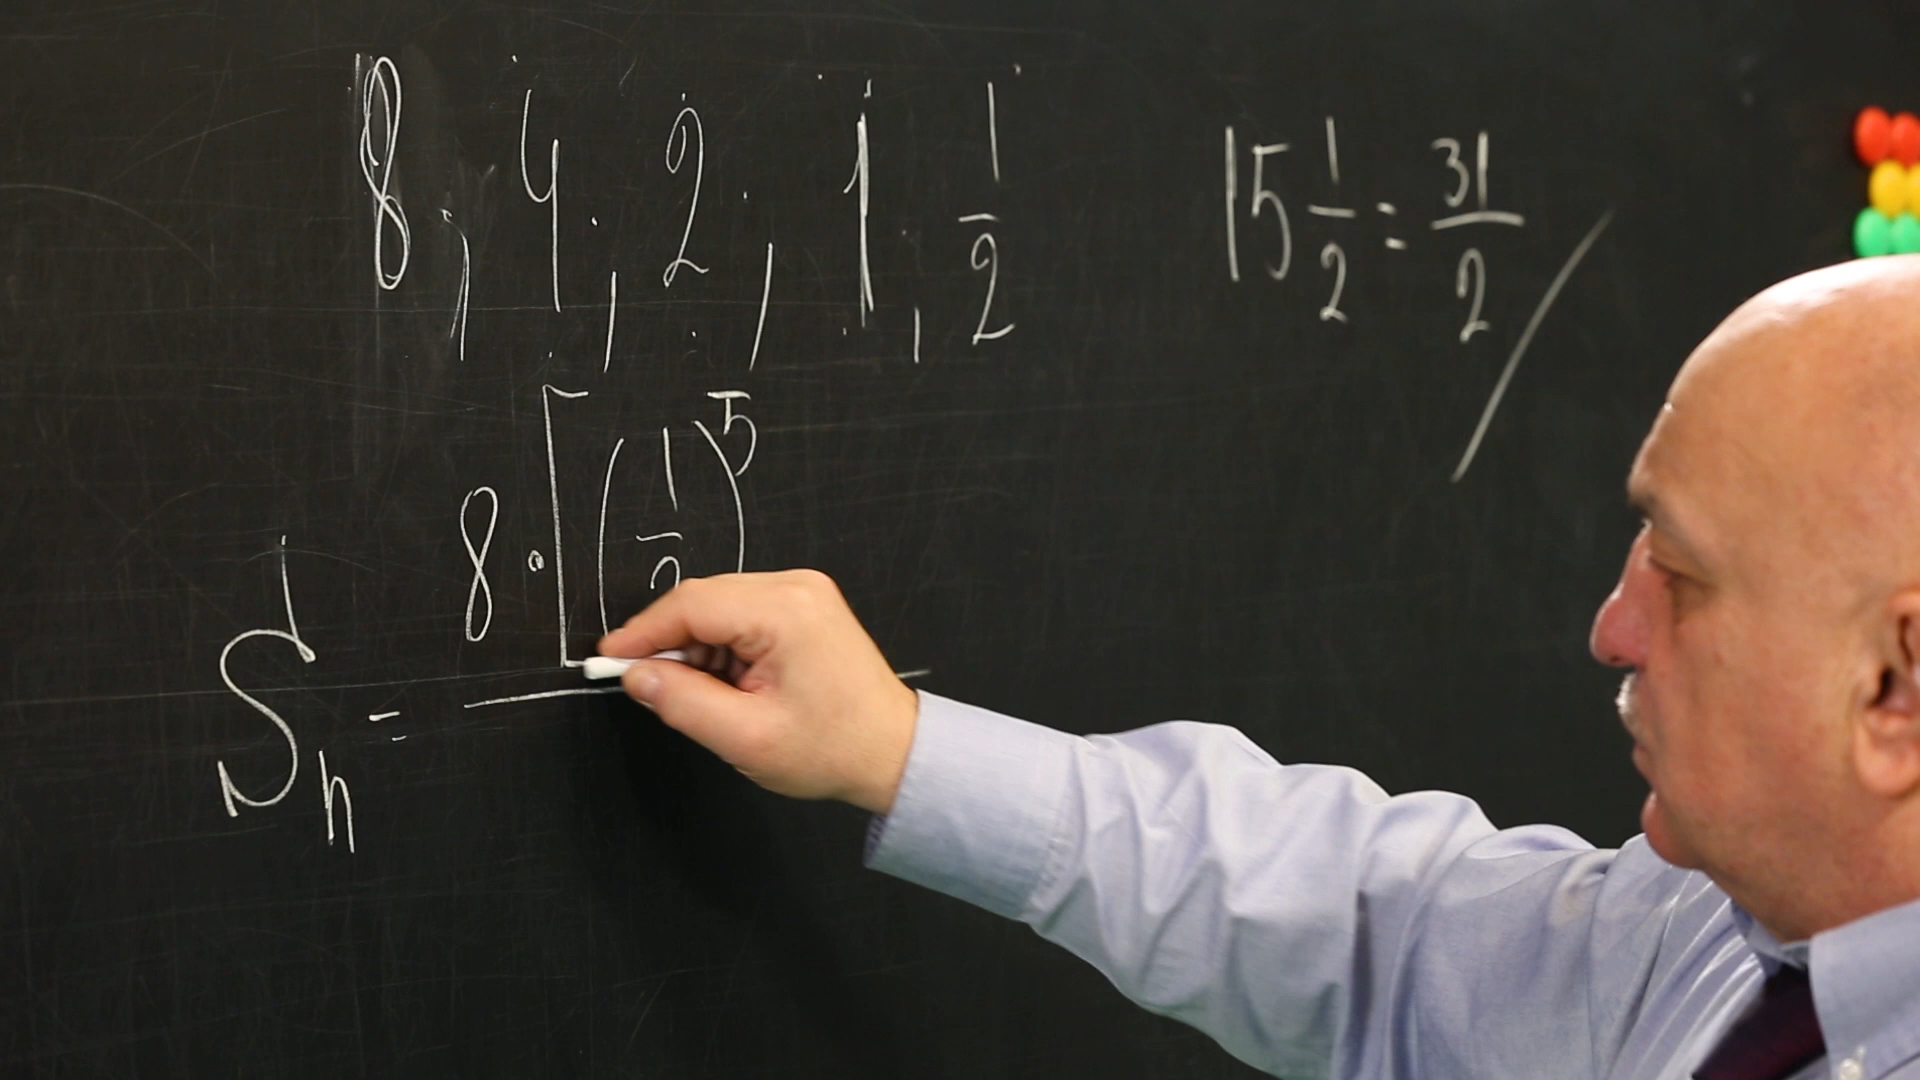 8, 4, 2, 1, 1/2
15 1/2 = 31/2
Sn = 8 · [(1/2)^5